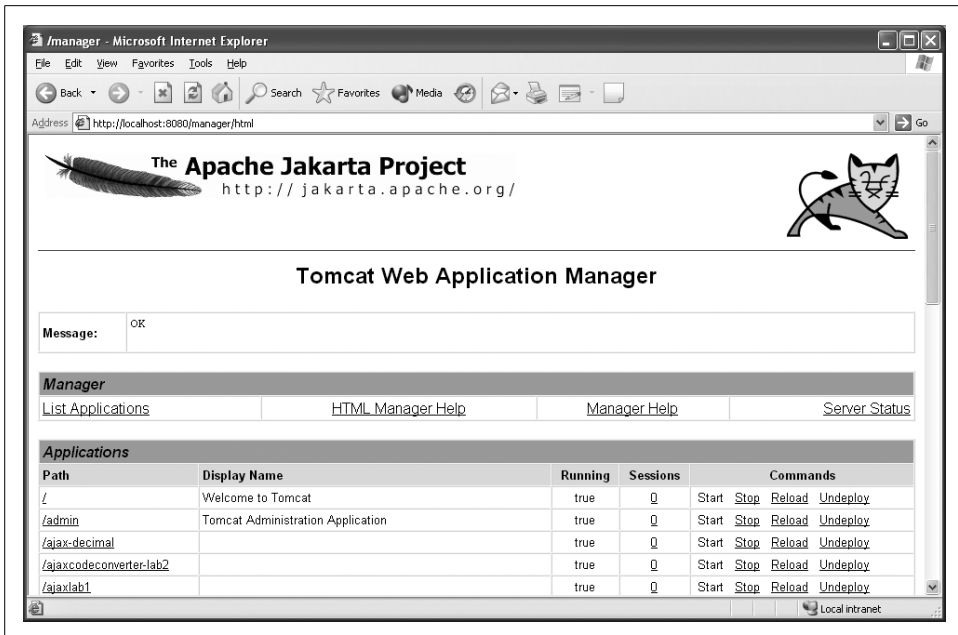 /manager - Microsoft Internet Explorer
File Edit View Favorites Tools Help
Back Search Favorites Media
Address http://localhost:8080/manager/html Go
The Apache Jakarta Project
http://jakarta.apache.org/
Tomcat Web Application Manager
Message: OK
Manager
List Applications HTML Manager Help Manager Help Server Status
Applications
Path Display Name Running Sessions Commands
/ Welcome to Tomcat true 0 Start Stop Reload Undeploy
/admin Tomcat Administration Application true 0 Start Stop Reload Undeploy
/ajax-decimal true 0 Start Stop Reload Undeploy
/ajaxcodeconverter-lab2 true 0 Start Stop Reload Undeploy
/ajaxlab1 true 0 Start Stop Reload Undeploy
Local intranet